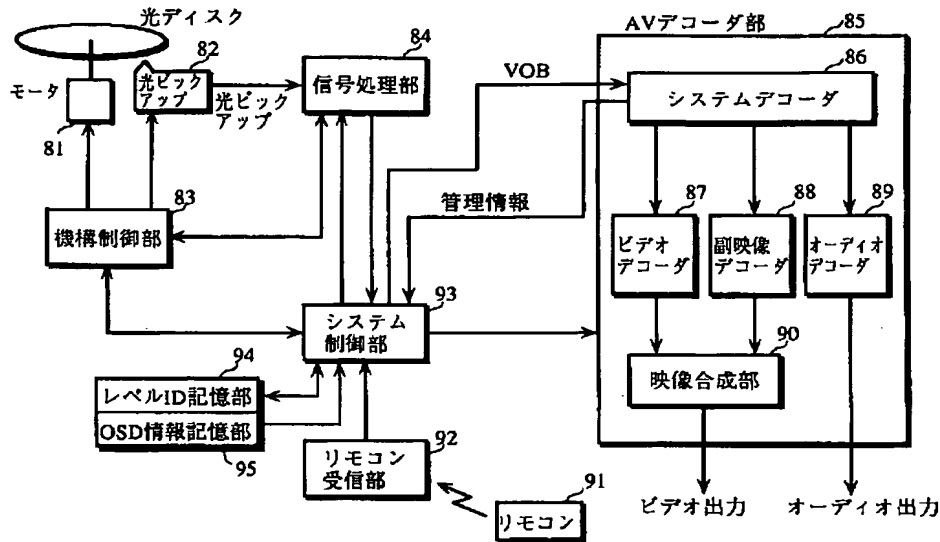 光ディスク
モータ
81
82
光ピック
アップ
光ピック
アップ
84
信号処理部
83
機構制御部
VOB
管理情報
AVデコーダ部
85
86
システムデコーダ
87
ビデオ
デコーダ
88
副映像
デコーダ
89
オーディオ
デコーダ
90
映像合成部
93
システム
制御部
94
レベルID記憶部
OSD情報記憶部
95
92
リモコン
受信部
91
リモコン
ビデオ出力
オーディオ出力